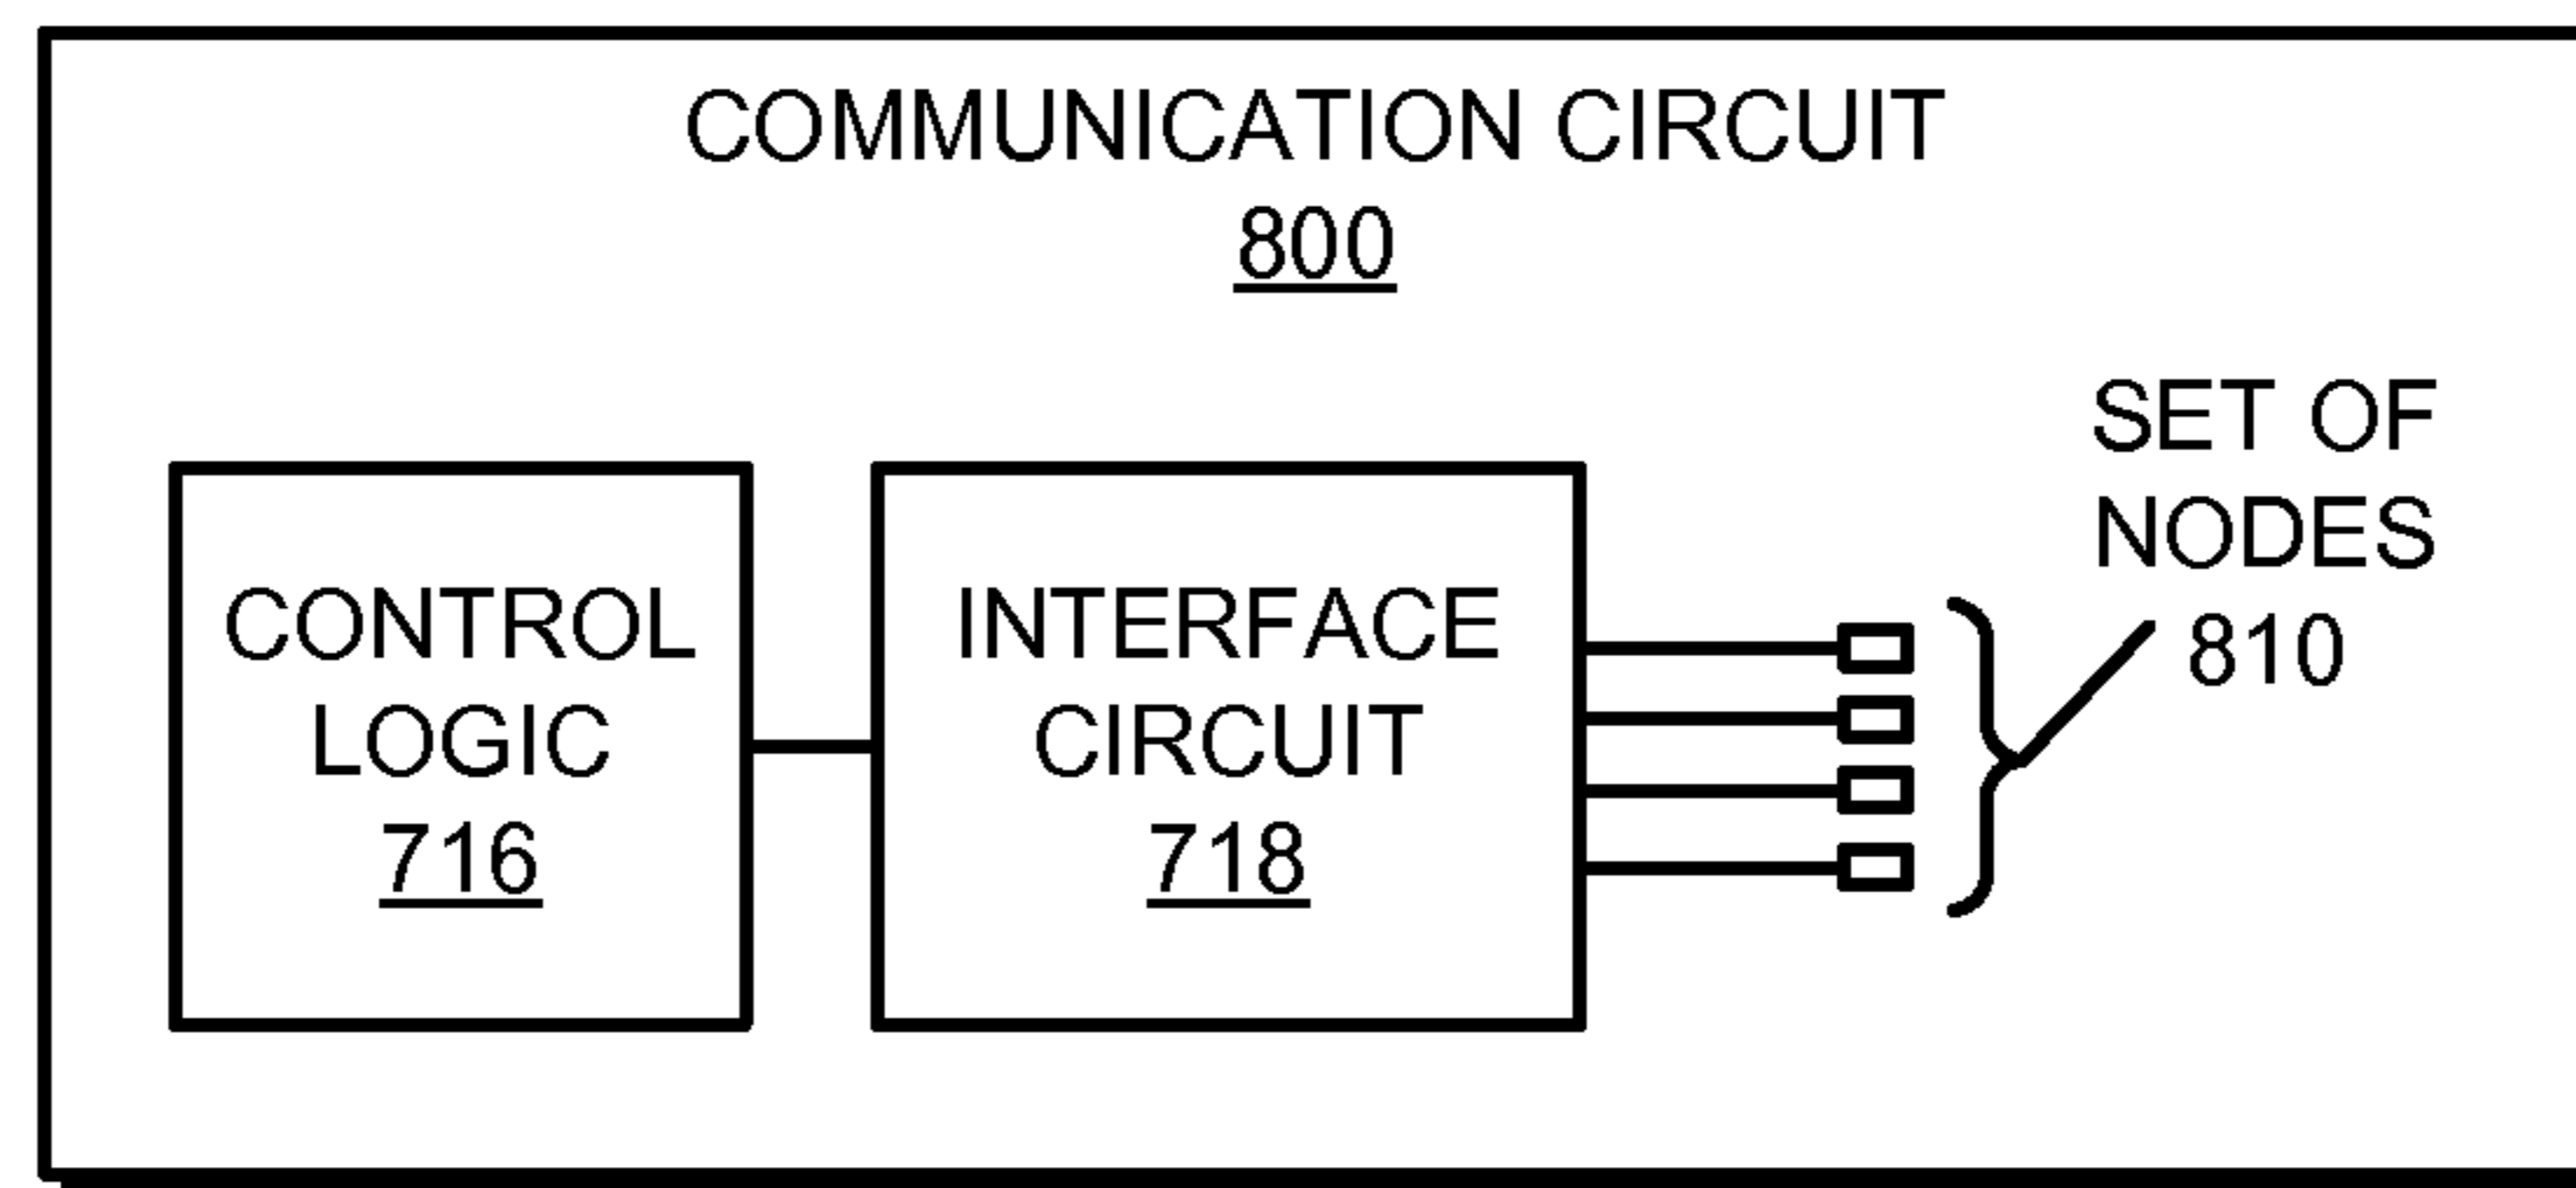 COMMUNICATION CIRCUIT
800
CONTROL
LOGIC
716
INTERFACE
CIRCUIT
718
SET OF
NODES
810